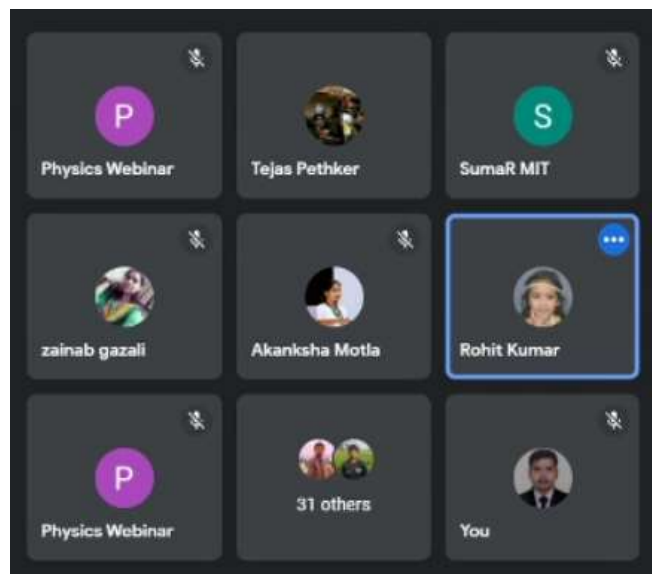 P
Physics Webinar
Tejas Pethker
S
SumaR MIT
zainab gazali
Akanksha Motla
Rohit Kumar
P
Physics Webinar
31 others
You